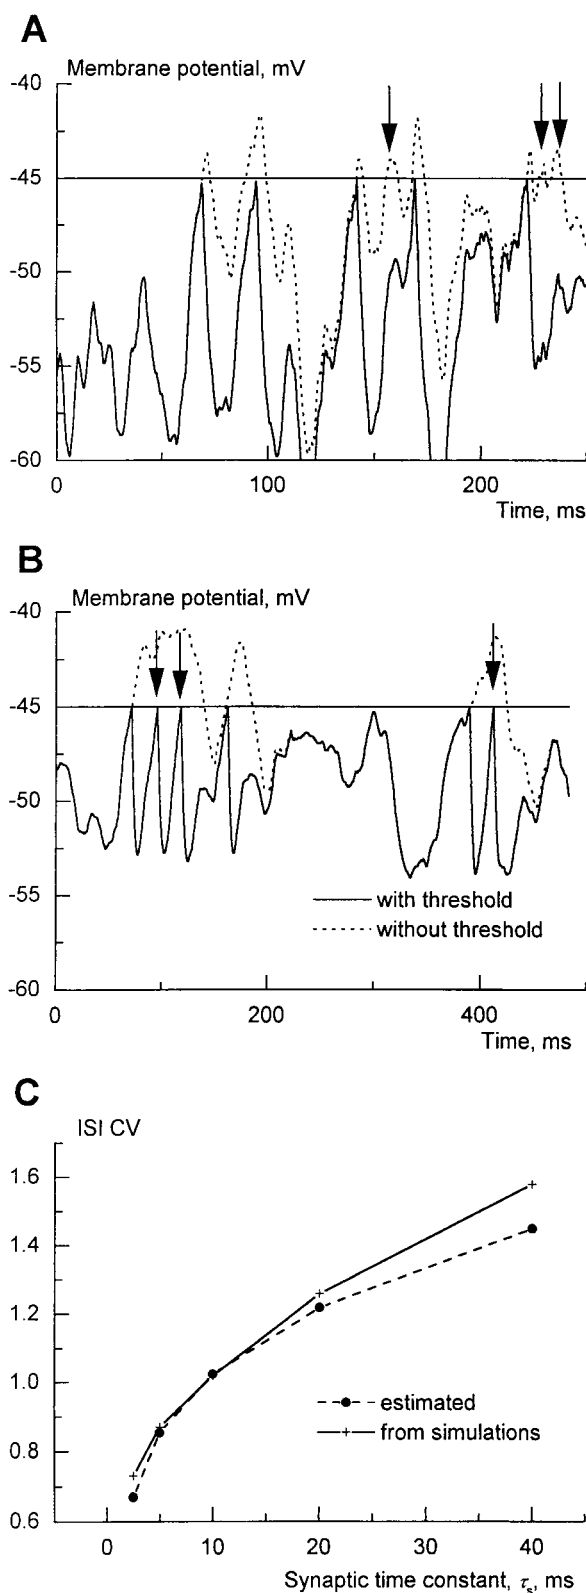 A
Membrane potential, mV
-40
-45
-50
-55
-60
0
100
200
Time, ms
B
Membrane potential, mV
-40
-45
-50
-55
-60
with threshold
without threshold
0
200
400
Time, ms
C
ISI CV
1.6
1.4
1.2
1.0
0.8
0.6
estimated
from simulations
0
10
20
30
40
Synaptic time constant, τs, ms